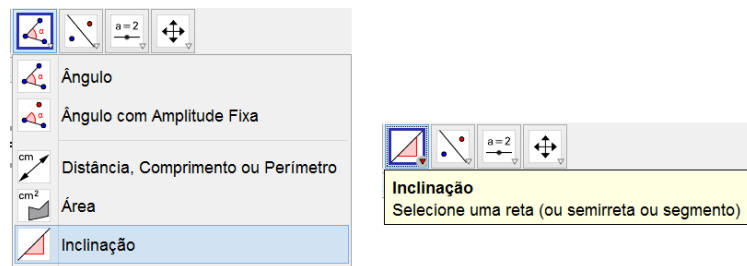 a=2
Ângulo
Ângulo com Amplitude Fixa
cm
Distância, Comprimento ou Perímetro
cm²
Área
Inclinação
a=2
Inclinação
Selecione uma reta (ou semirreta ou segmento)